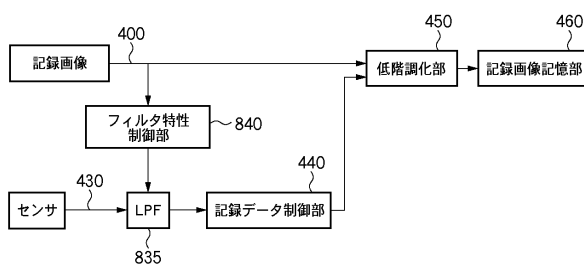 400
450
460
記録画像
低階調化部
記録画像記憶部
フィルタ特性
制御部
840
430
440
センサ
LPF
記録データ制御部
835